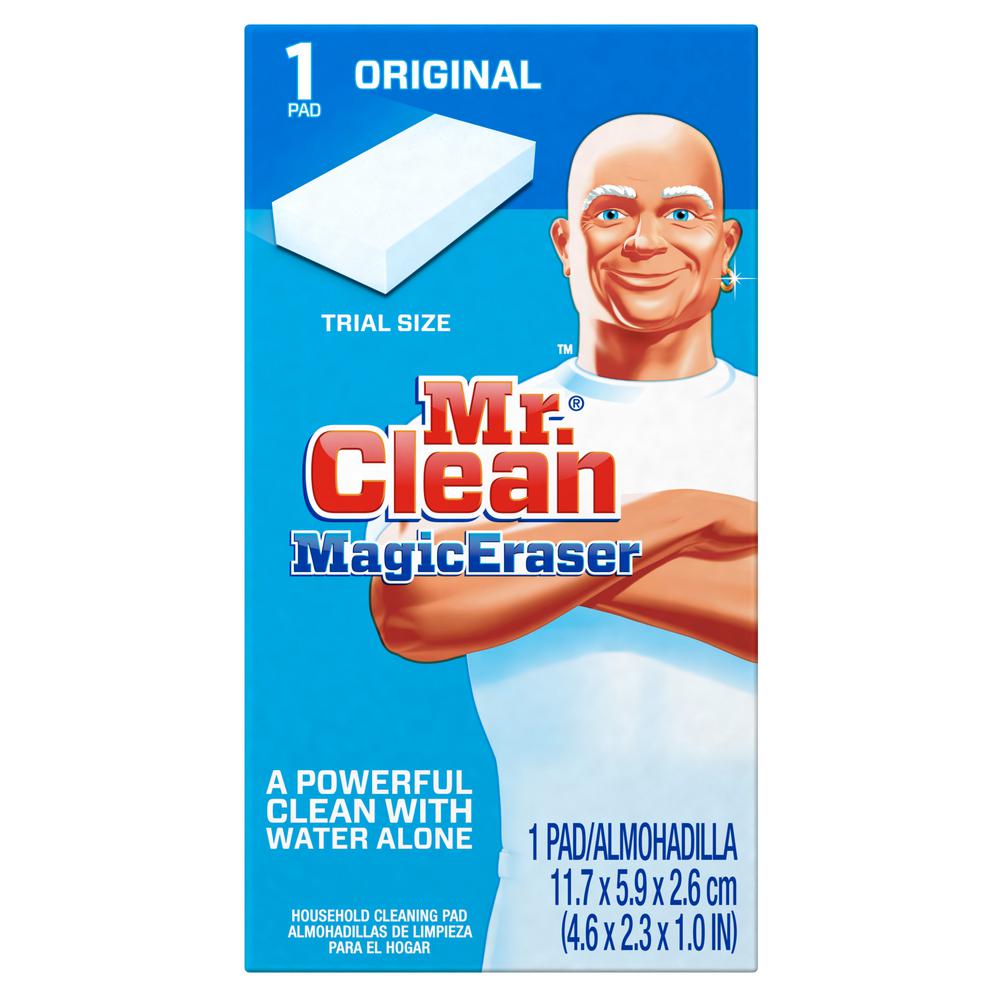 1
PAD
ORIGINAL
TRIAL SIZE
TM
Mr.®
Clean
MagicEraser
A POWERFUL
CLEAN WITH
WATER ALONE
HOUSEHOLD CLEANING PAD
ALMOHADILLAS DE LIMPIEZA
PARA EL HOGAR
1 PAD/ALMOHADILLA
11.7 x 5.9 x 2.6 cm
(4.6 x 2.3 x 1.0 IN)